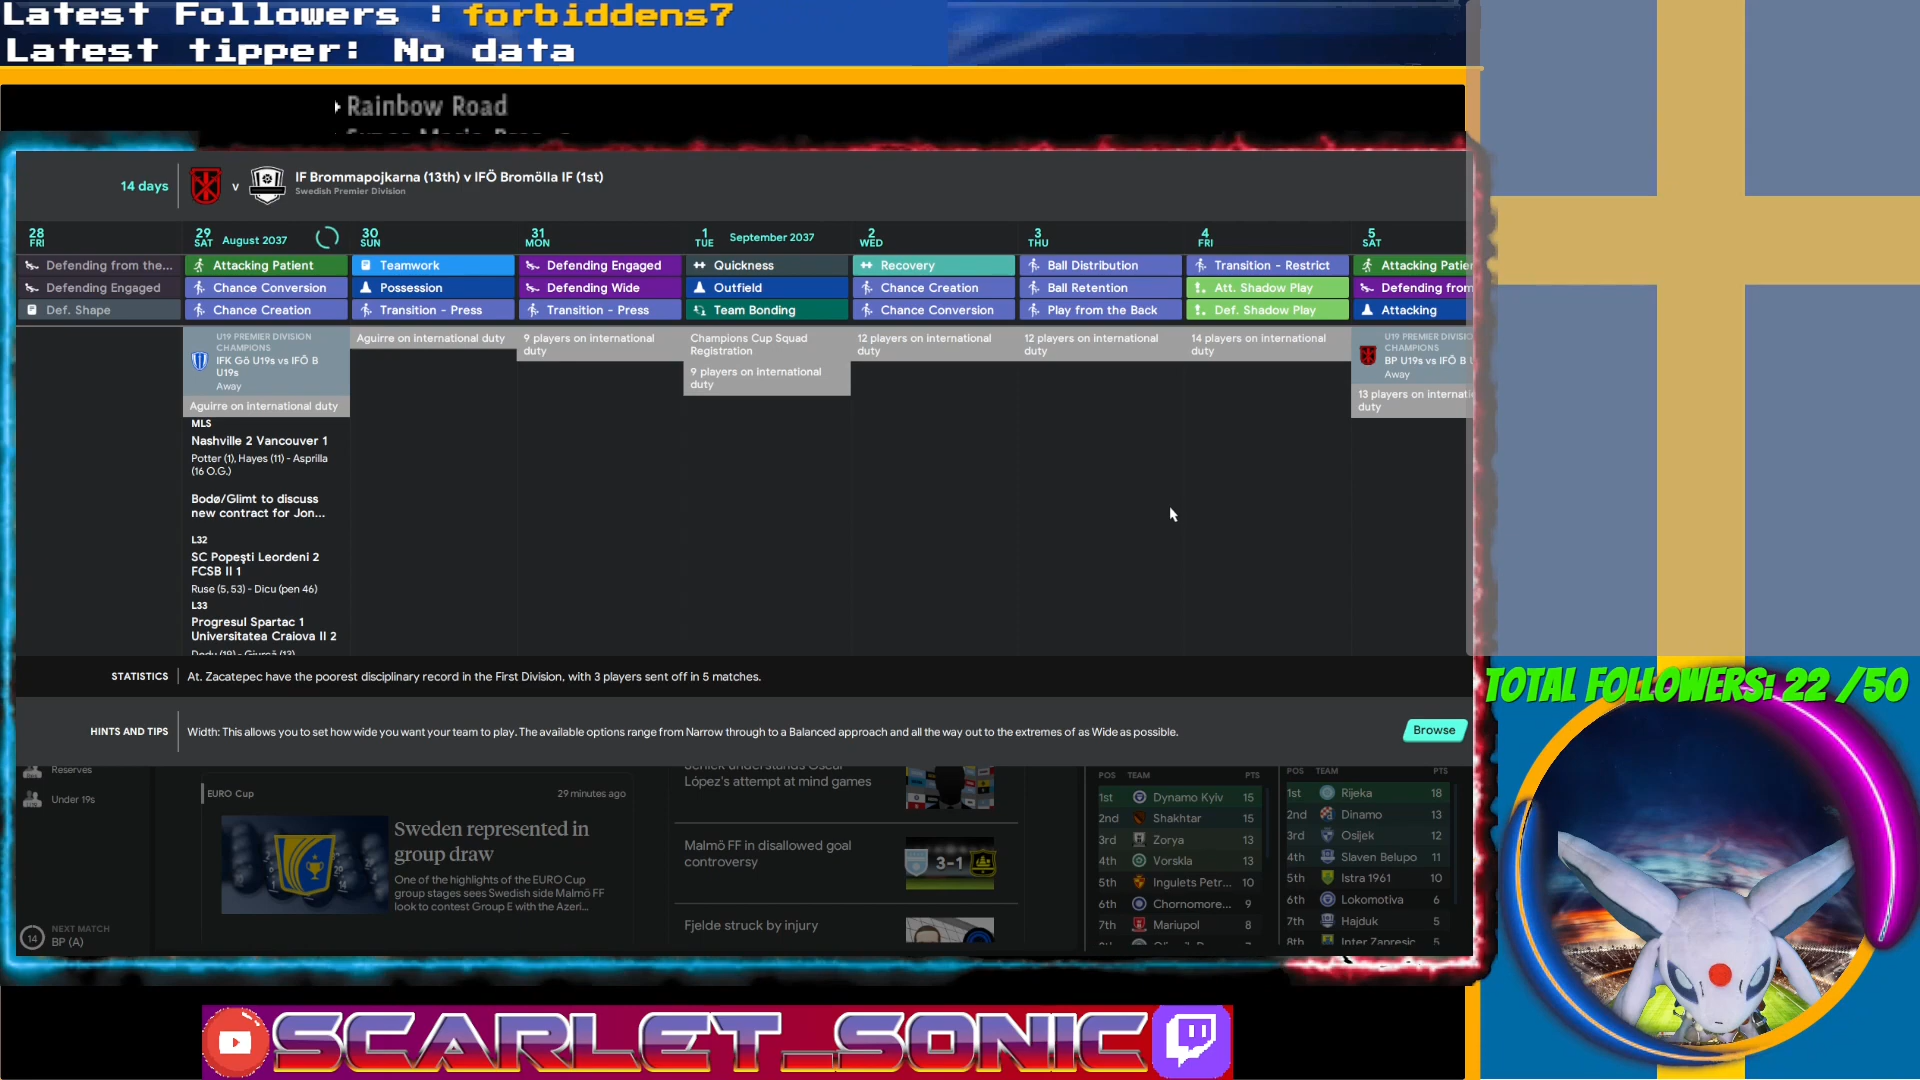 Latest Followers : forbiddens7
Latest tipper: No data
Rainbow Road
14 days
v
IF Brommapojkarna (13th) v IFÖ Bromölla IF (1st)
Swedish Premier Division
28
FRI
29
SAT
August 2037
30
SUN
31
MON
1
TUE
September 2037
2
WED
3
THU
4
FRI
5
SAT
Defending from the...
Attacking Patient
Teamwork
Defending Engaged
Quickness
Recovery
Ball Distribution
Transition - Restrict
Defending Engaged
Chance Conversion
Possession
Defending Wide
Outfield
Chance Creation
Ball Retention
Att. Shadow Play
Def. Shape
Chance Creation
Transition - Press
Transition - Press
Team Bonding
Chance Conversion
Play from the Back
Def. Shadow Play
Attacking
U19 PREMIER DIVISION
CHAMPIONS
IFK Gö U19s vs IFÖ B
U19s
Away
Aguirre on international duty
MLS
Nashville 2 Vancouver 1
Potter (1), Hayes (11) - Asprilla
(16 O.G.)
Bodø/Glimt to discuss
new contract for Jon...
L32
SC Popești Leordeni 2
FCSB II 1
Ruse (5, 53) - Dicu (pen 46)
L33
Progresul Spartac 1
Universitatea Craiova II 2
Aguirre on international duty
9 players on international
duty
Champions Cup Squad
Registration
9 players on international
duty
12 players on international
duty
12 players on international
duty
14 players on international
duty
U19 PREMIER
CHAMPIONS
BP U19s vs IFÖ B
Away
13 players on
duty
STATISTICS
At. Zacatepec have the poorest disciplinary record in the First Division, with 3 players sent off in 5 matches.
HINTS AND TIPS
Width: This allows you to set how wide you want your team to play. The available options range from Narrow through to a Balanced approach and all the way out to the extremes of as Wide as possible.
Browse
Reserves
Under 19s
NEXT MATCH
14
BP (A)
EURO Cup
29 minutes ago
Sweden represented in
group draw
One of the highlights of the EURO Cup
group stages sees Swedish side Malmö FF
look to contest Group E with the Azeri...
López's attempt at mind games
Malmö FF in disallowed goal
controversy
3-1
Fjelde struck by injury
POS TEAM PTS
1st Dynamo Kyiv 15
2nd Shakhtar 15
3rd Zorya 13
4th Vorskla 13
5th Ingulets Petr... 10
6th Chornomore... 9
7th Mariupol 8
POS TEAM PTS
1st Rijeka 18
2nd Dinamo 13
3rd Osijek 12
4th Slaven Belupo 11
5th Istra 1961 10
6th Lokomotiva 6
7th Hajduk 5
8th Inter Zapresic 5
TOTAL FOLLOWERS: 22 /50
SCARLET_SONIC